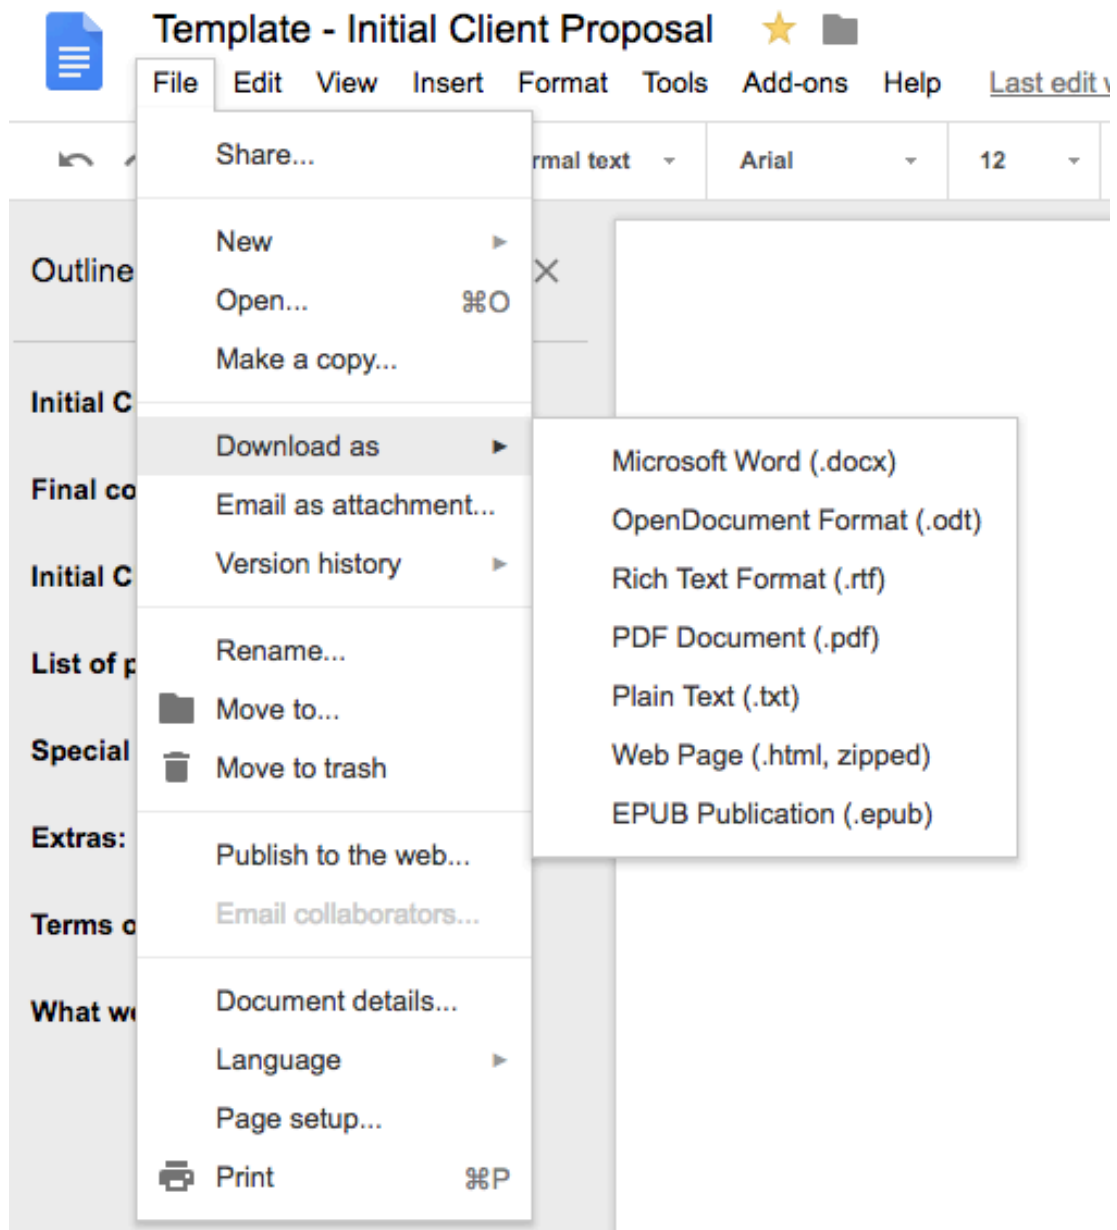 Template - Initial Client Proposal
File Edit View Insert Format Tools Add-ons Help Last edit
text Arial 12
Outline
Initial
Final
Initial
List of
Special
Extras:
Terms
What
Share...
New
Open... ⌘O
Make a copy...
Download as
Email as attachment...
Version history
Rename...
Move to...
Move to trash
Publish to the web...
Email collaborators...
Document details...
Language
Page setup...
Print ⌘P
Microsoft Word (.docx)
OpenDocument Format (.odt)
Rich Text Format (.rtf)
PDF Document (.pdf)
Plain Text (.txt)
Web Page (.html, zipped)
EPUB Publication (.epub)